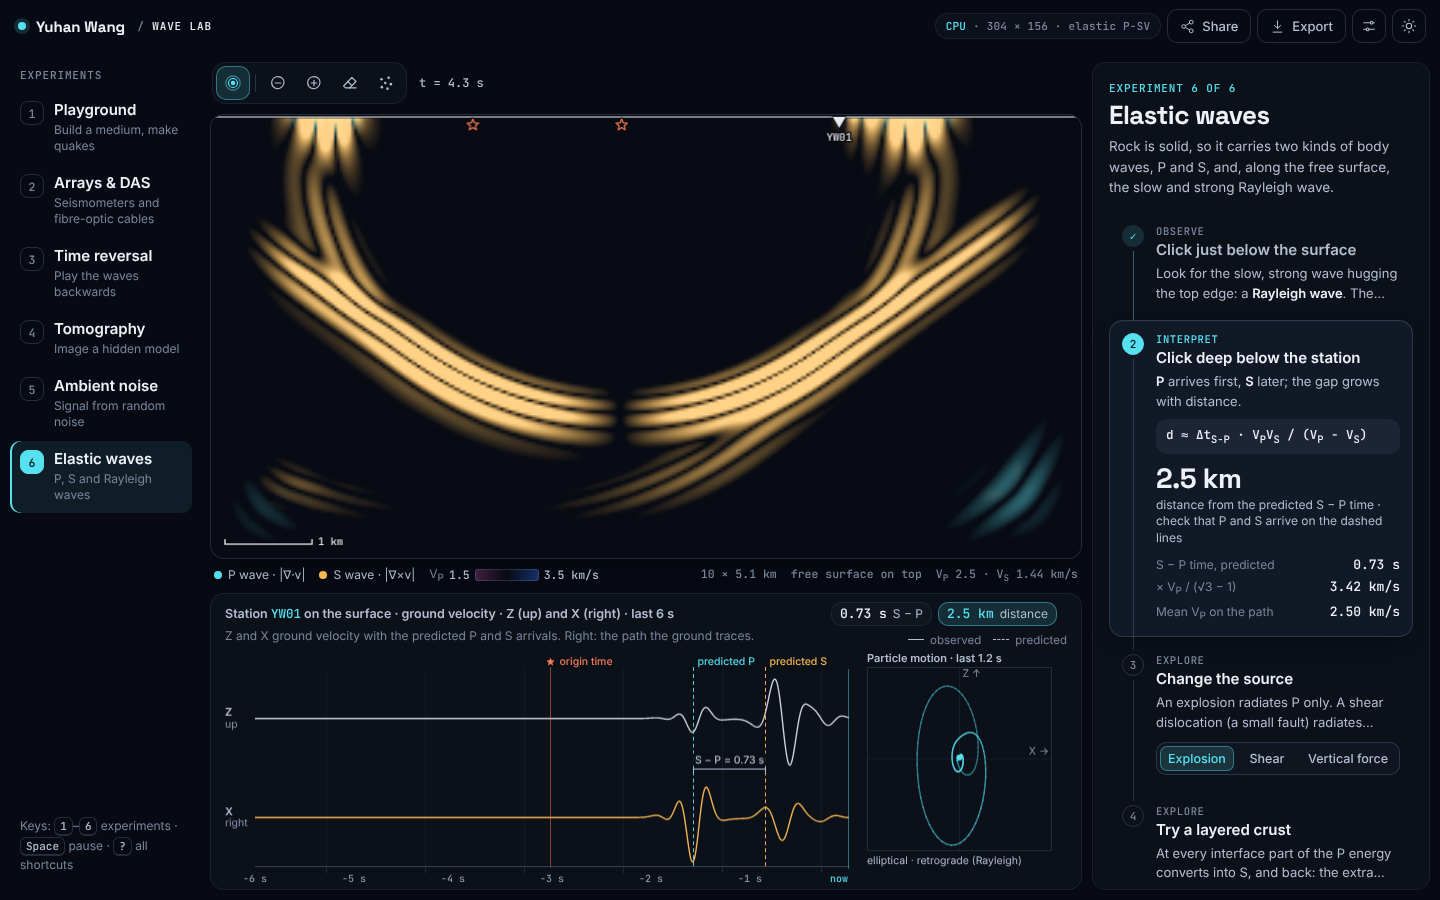 Yuhan Wang / WAVE LAB
CPU · 304 × 156 · elastic P-SV
Share
Export
EXPERIMENTS
1
Playground
Build a medium, make
quakes
2
Arrays & DAS
Seismometers and
fibre-optic cables
3
Time reversal
Play the waves
backwards
4
Tomography
Image a hidden model
5
Ambient noise
Signal from random
noise
6
Elastic waves
P, S and Rayleigh
waves
Keys: 1–6 experiments ·
Space pause · ? all
shortcuts
t = 4.3 s
YW01
1 km
P wave · |∇·v|
S wave · |∇×v|
VP 1.5
3.5 km/s
10 × 5.1 km free surface on top VP 2.5 · VS 1.44 km/s
Station YW01 on the surface · ground velocity · Z (up) and X (right) · last 6 s
0.73 s S − P
2.5 km distance
Z and X ground velocity with the predicted P and S arrivals. Right: the path the ground traces.
observed
predicted
origin time
predicted P
predicted S
Z
up
S − P = 0.73 s
X
right
-6 s
-5 s
-4 s
-3 s
-2 s
-1 s
now
Particle motion · last 1.2 s
Z ↑
X →
elliptical · retrograde (Rayleigh)
EXPERIMENT 6 OF 6
Elastic waves
Rock is solid, so it carries two kinds of body
waves, P and S, and, along the free surface,
the slow and strong Rayleigh wave.
✓
OBSERVE
Click just below the surface
Look for the slow, strong wave hugging
the top edge: a Rayleigh wave. The...
2
INTERPRET
Click deep below the station
P arrives first, S later; the gap grows
with distance.
d ≈ ΔtS-P · VPVS / (VP - VS)
2.5 km
distance from the predicted S − P time ·
check that P and S arrive on the dashed
lines
S − P time, predicted 0.73 s
× VP / (√3 − 1) 3.42 km/s
Mean VP on the path 2.50 km/s
3
EXPLORE
Change the source
An explosion radiates P only. A shear
dislocation (a small fault) radiates...
Explosion
Shear
Vertical force
4
EXPLORE
Try a layered crust
At every interface part of the P energy
converts into S, and back: the extra...